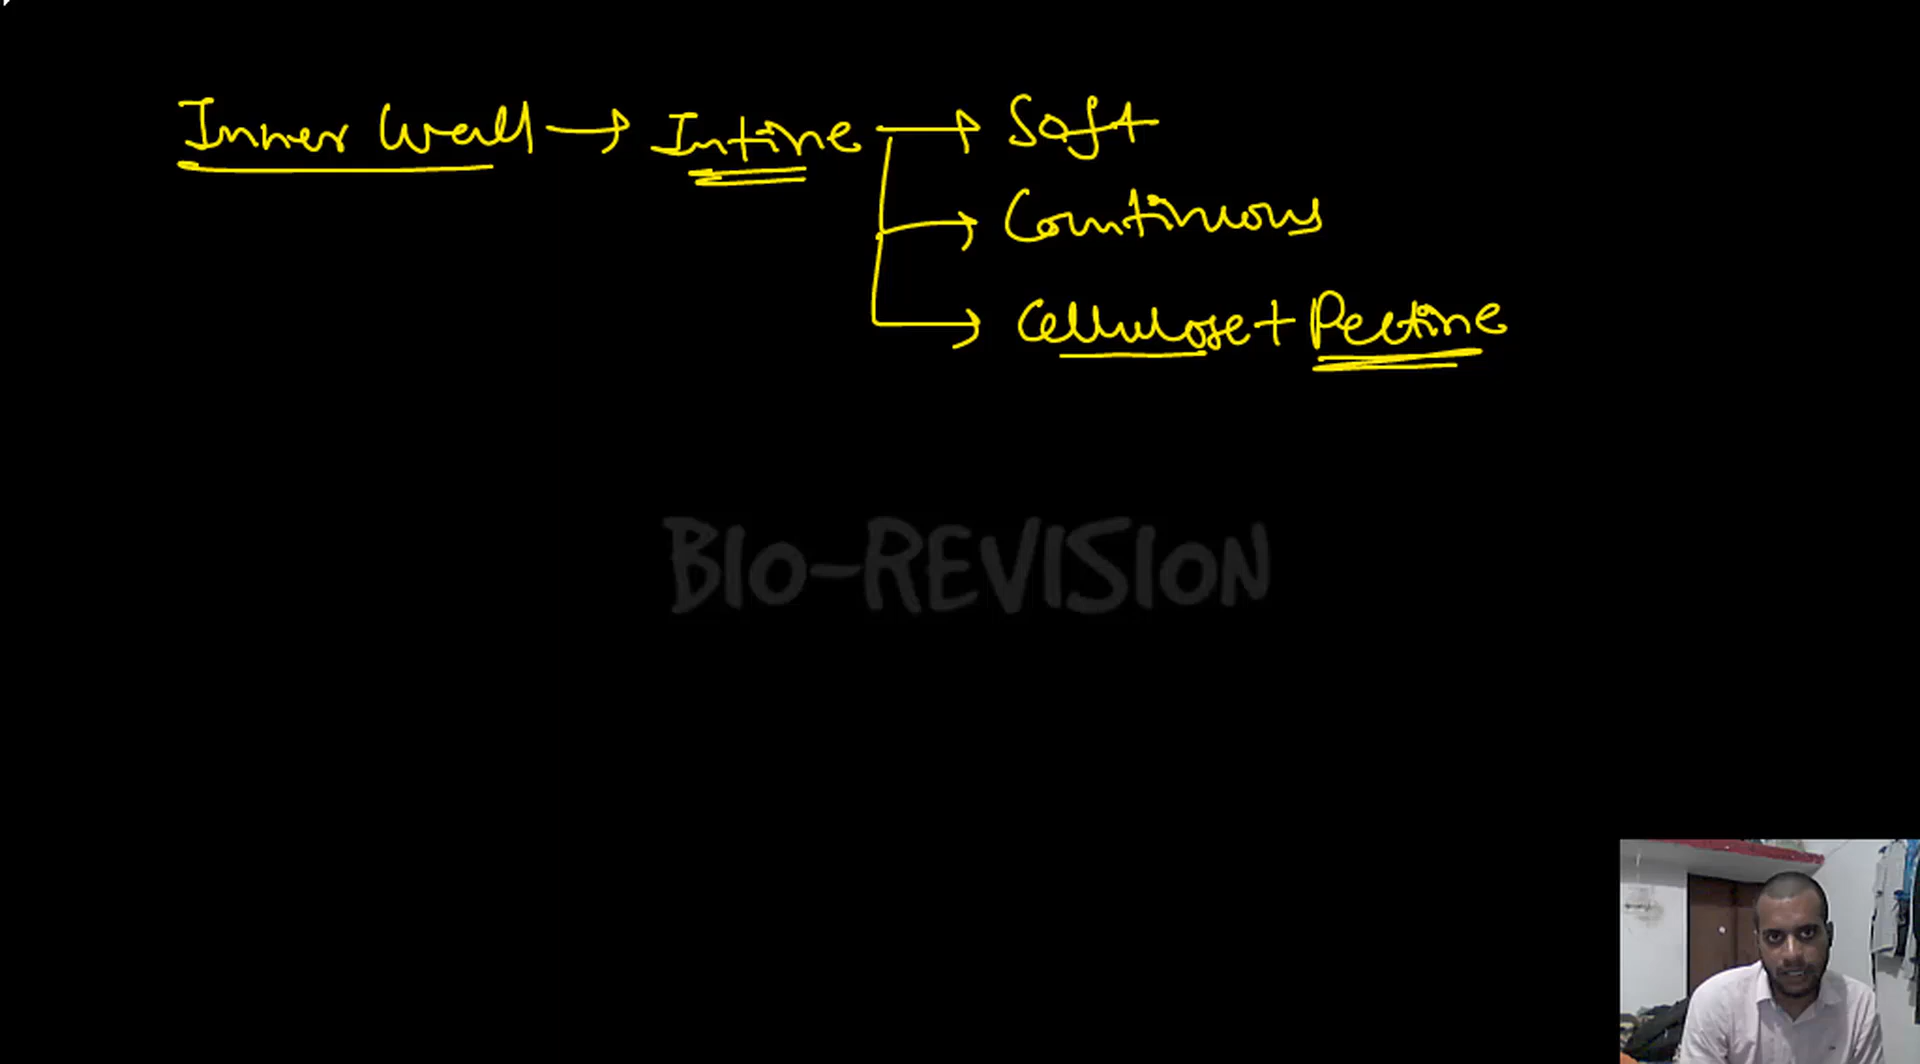 Inner Wall → Intine → Soft
→ Continuous
→ Cellulose + Pectine
BIO-REVISION